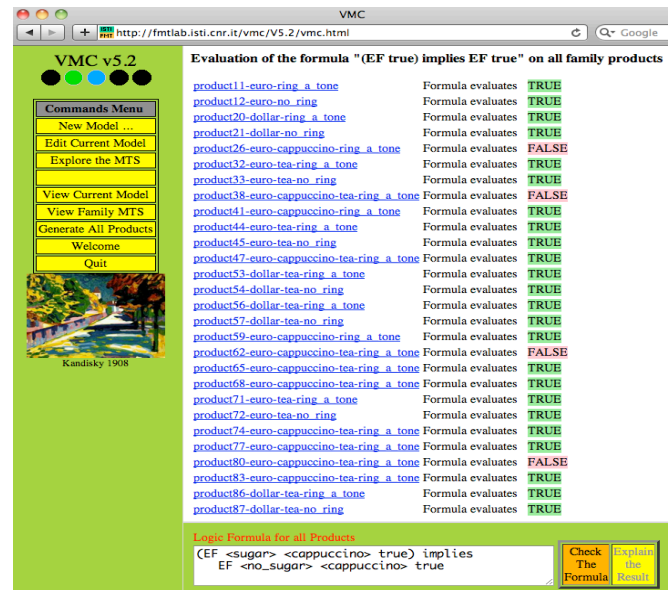 VMC
http://fmtlab.isti.cnr.it/vmc/V5.2/vmc.html
Google
VMC v5.2
Commands Menu
New Model ...
Edit Current Model
Explore the MTS
View Current Model
View Family MTS
Generate All Products
Welcome
Quit
Kandisky 1908
Evaluation of the formula "(EF true) implies EF true" on all family products
product11-euro-ring_a_tone Formula evaluates TRUE
product12-euro-no_ring Formula evaluates TRUE
product20-dollar-ring_a_tone Formula evaluates TRUE
product21-dollar-no_ring Formula evaluates TRUE
product26-euro-cappuccino-ring_a_tone Formula evaluates FALSE
product32-euro-tea-ring_a_tone Formula evaluates TRUE
product33-euro-tea-no_ring Formula evaluates TRUE
product38-euro-cappuccino-tea-ring_a_tone Formula evaluates FALSE
product41-euro-cappuccino-ring_a_tone Formula evaluates TRUE
product44-euro-tea-ring_a_tone Formula evaluates TRUE
product45-euro-tea-no_ring Formula evaluates TRUE
product47-euro-cappuccino-tea-ring_a_tone Formula evaluates TRUE
product53-dollar-tea-ring_a_tone Formula evaluates TRUE
product54-dollar-tea-no_ring Formula evaluates TRUE
product56-dollar-tea-ring_a_tone Formula evaluates TRUE
product57-dollar-tea-no_ring Formula evaluates TRUE
product59-euro-cappuccino-ring_a_tone Formula evaluates TRUE
product62-euro-cappuccino-tea-ring_a_tone Formula evaluates FALSE
product65-euro-cappuccino-tea-ring_a_tone Formula evaluates TRUE
product68-euro-cappuccino-tea-ring_a_tone Formula evaluates TRUE
product71-euro-tea-ring_a_tone Formula evaluates TRUE
product72-euro-tea-no_ring Formula evaluates TRUE
product74-euro-cappuccino-tea-ring_a_tone Formula evaluates TRUE
product77-euro-cappuccino-tea-ring_a_tone Formula evaluates TRUE
product80-euro-cappuccino-tea-ring_a_tone Formula evaluates FALSE
product83-euro-cappuccino-tea-ring_a_tone Formula evaluates TRUE
product86-dollar-tea-ring_a_tone Formula evaluates TRUE
product87-dollar-tea-no_ring Formula evaluates TRUE
Logic Formula for all Products
(EF <sugar> <cappuccino> true) implies
EF <no_sugar> <cappuccino> true
Check
The
Formula
Explain
the
Result